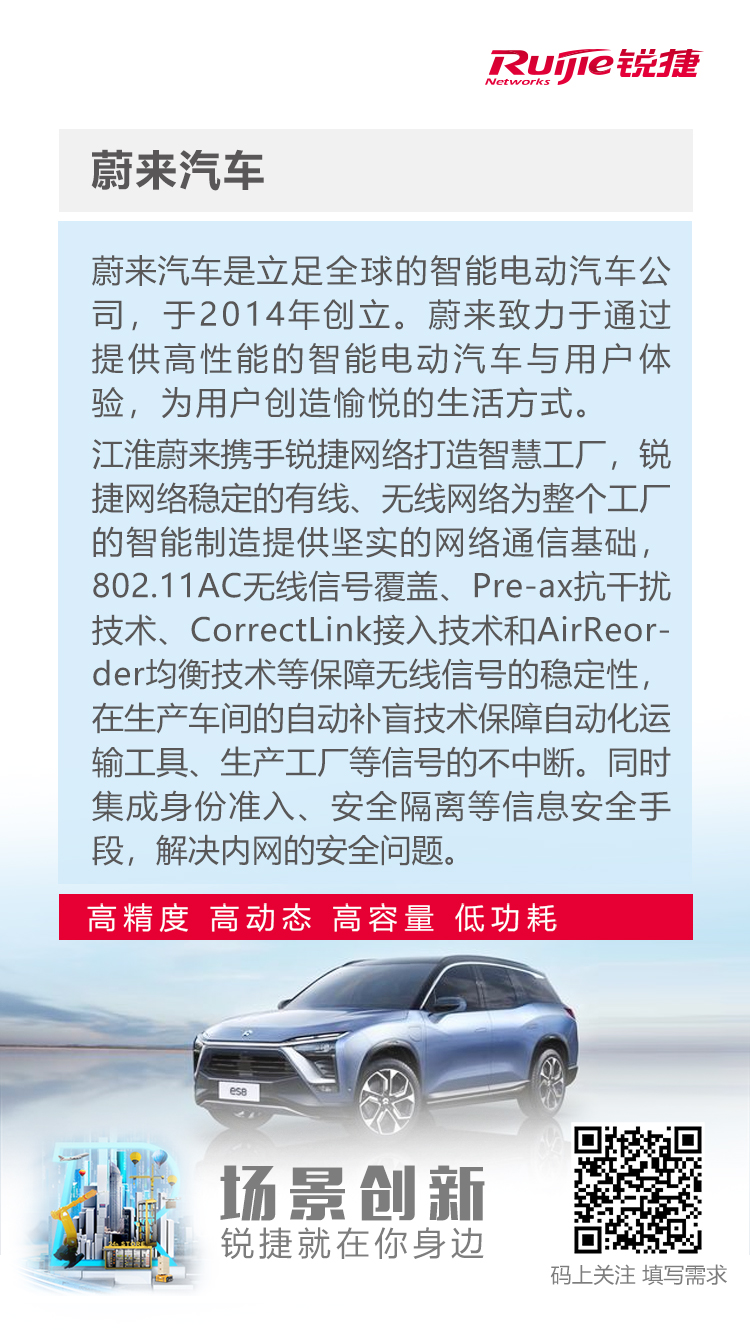 Ruijie锐捷
Networks
蔚来汽车
蔚来汽车是立足全球的智能电动汽车公
司，于2014年创立。蔚来致力于通过
提供高性能的智能电动汽车与用户体
验，为用户创造愉悦的生活方式。
江淮蔚来携手锐捷网络打造智慧工厂，锐
捷网络稳定的有线、无线网络为整个工厂
的智能制造提供坚实的网络通信基础，
802.11AC无线信号覆盖、Pre-ax抗干扰
技术、CorrectLink接入技术和AirReor-
der均衡技术等保障无线信号的稳定性，
在生产车间的自动补盲技术保障自动化运
输工具、生产工厂等信号的不中断。同时
集成身份准入、安全隔离等信息安全手
段，解决内网的安全问题。
高精度 高动态 高容量 低功耗
es8
STORE
场景创新
锐捷就在你身边
码上关注 填写需求